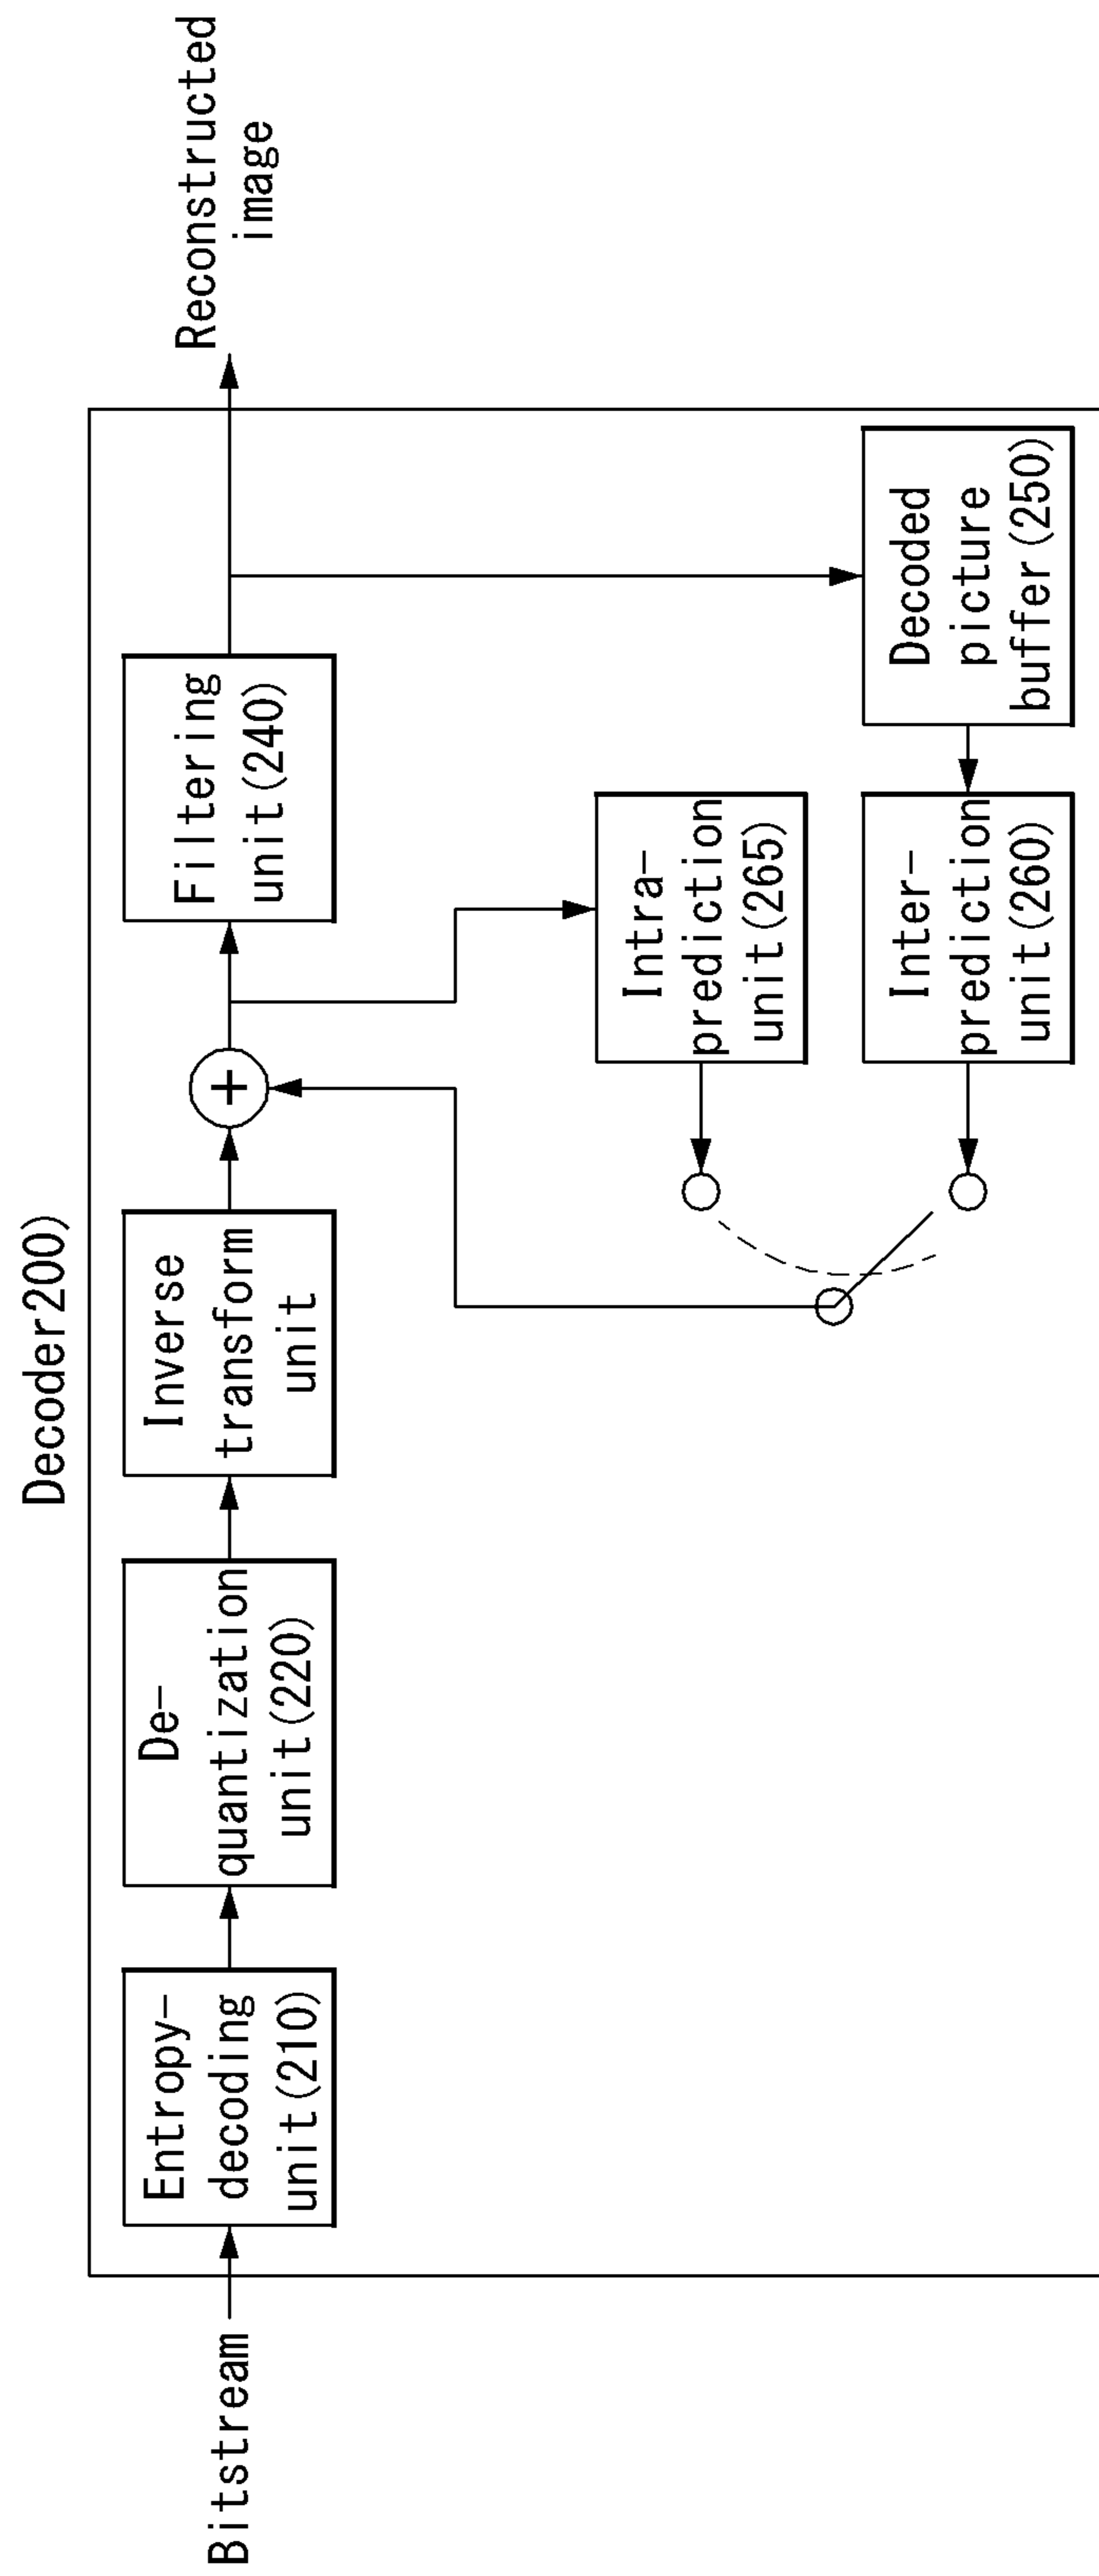 Decoder200)
Bitstream
Entropy-
decoding
unit(210)
De-
quantization
unit(220)
Inverse
transform
unit
+
Filtering
unit(240)
Reconstructed
image
Intra-
prediction
unit(265)
Inter-
prediction
unit(260)
Decoded
picture
buffer(250)